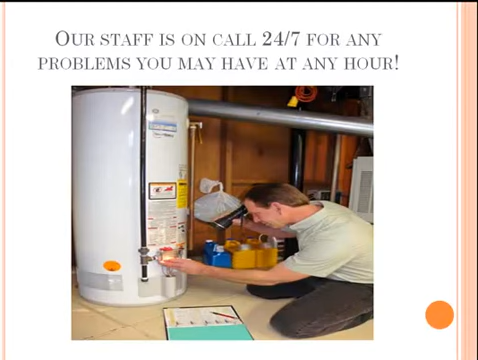 OUR STAFF IS ON CALL 24/7 FOR ANY
PROBLEMS YOU MAY HAVE AT ANY HOUR!